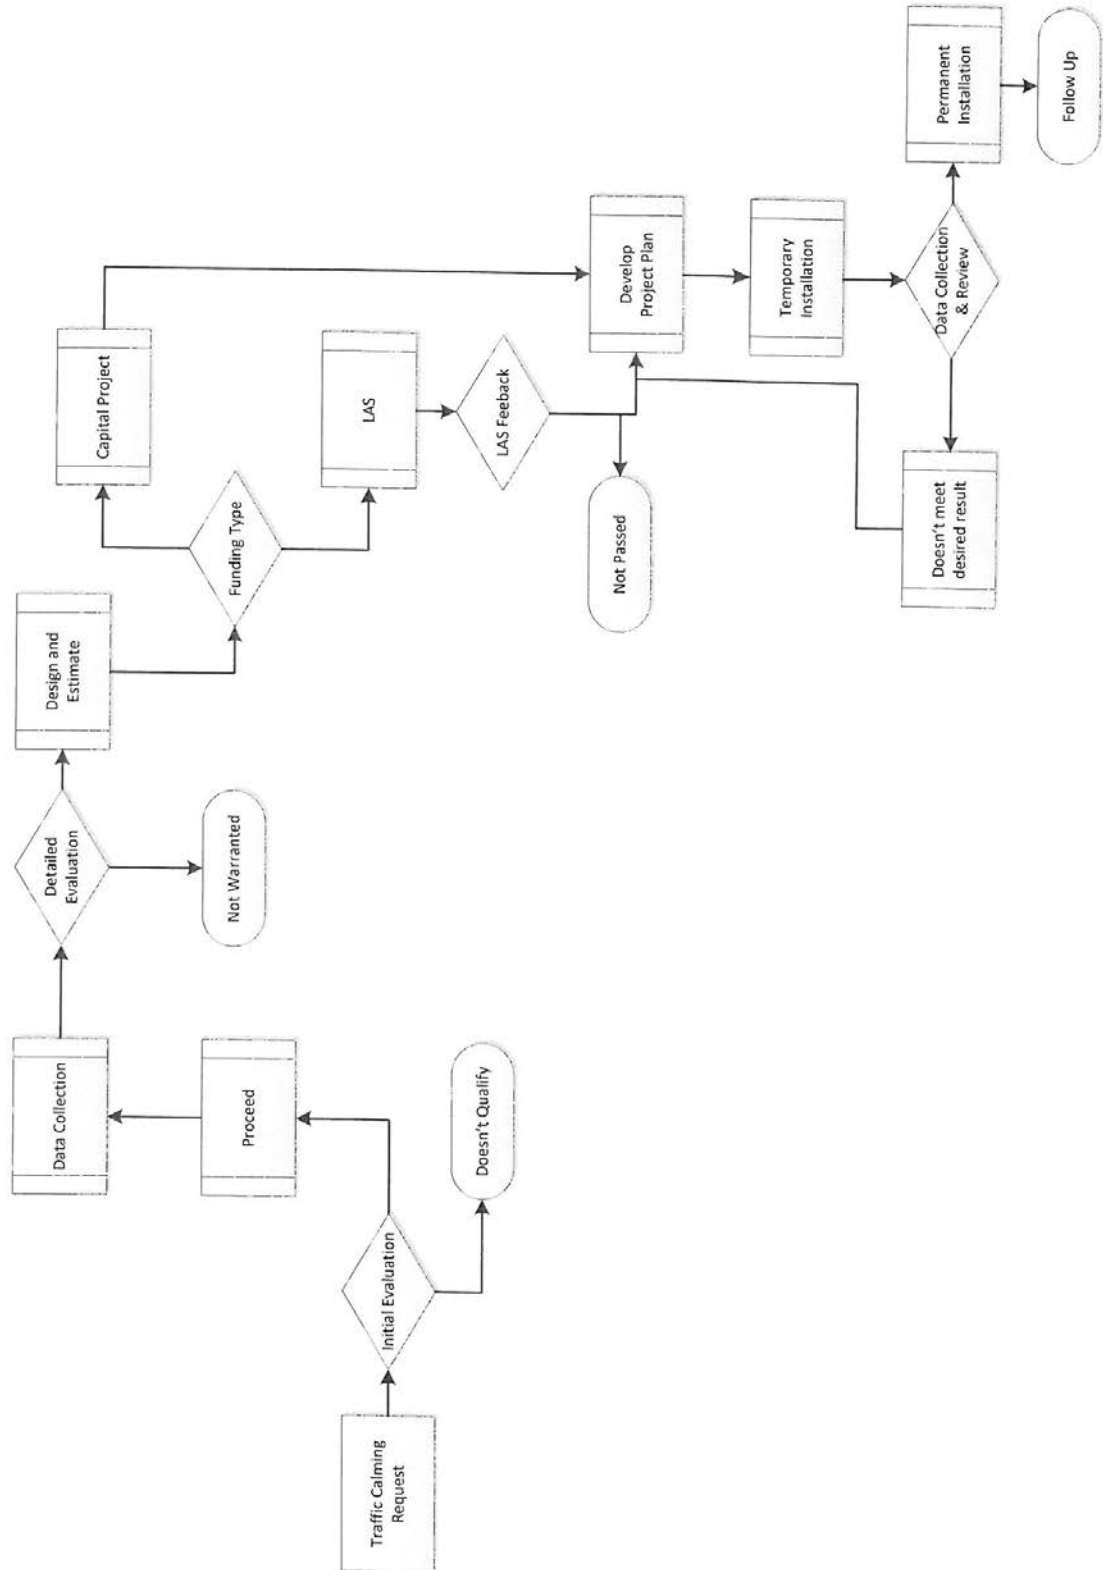 Traffic Calming
Request
Initial Evaluation
Doesn't Qualify
Proceed
Data Collection
Detailed
Evaluation
Not Warranted
Design and
Estimate
Funding Type
Capital Project
LAS
LAS Feeback
Not Passed
Develop
Project Plan
Temporary
Installation
Data Collection
& Review
Doesn't meet
desired result
Permanent
Installation
Follow Up